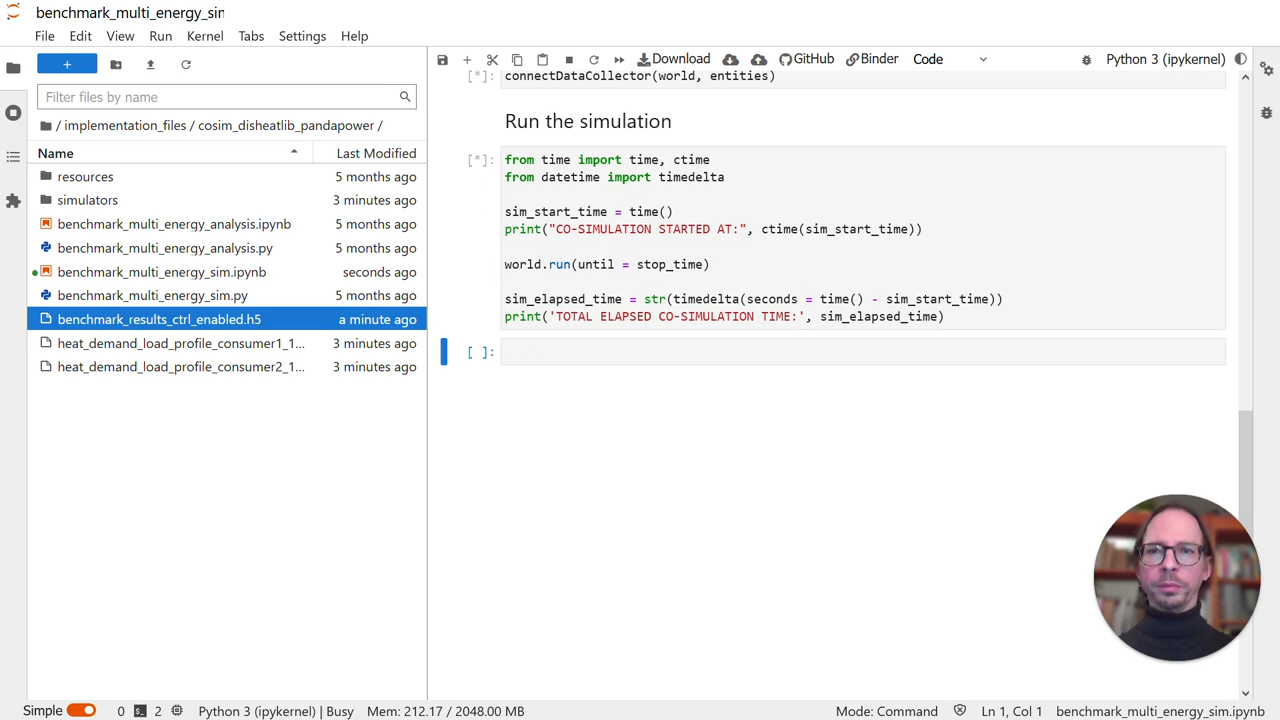 benchmark_multi_energy_sin
File Edit View Run Kernel Tabs Settings Help
+
Download GitHub Binder Code Python 3 (ipykernel)
Filter files by name
/ implementation_files / cosim_disheatlib_pandapower /
Name Last Modified
resources 5 months ago
simulators 3 minutes ago
benchmark_multi_energy_analysis.ipynb 5 months ago
benchmark_multi_energy_analysis.py 5 months ago
benchmark_multi_energy_sim.ipynb seconds ago
benchmark_multi_energy_sim.py 5 months ago
benchmark_results_ctrl_enabled.h5 a minute ago
heat_demand_load_profile_consumer1_1... 3 minutes ago
heat_demand_load_profile_consumer2_1... 3 minutes ago
[*]: connectDataCollector(world, entities)
Run the simulation
[*]: from time import time, ctime
from datetime import timedelta
sim_start_time = time()
print("CO-SIMULATION STARTED AT:", ctime(sim_start_time))
world.run(until = stop_time)
sim_elapsed_time = str(timedelta(seconds = time() - sim_start_time))
print('TOTAL ELAPSED CO-SIMULATION TIME:', sim_elapsed_time)
[ ]:
Simple 0 2 Python 3 (ipykernel) | Busy Mem: 212.17 / 2048.00 MB Mode: Command Ln 1, Col 1 benchmark_multi_energy_sim.ipynb